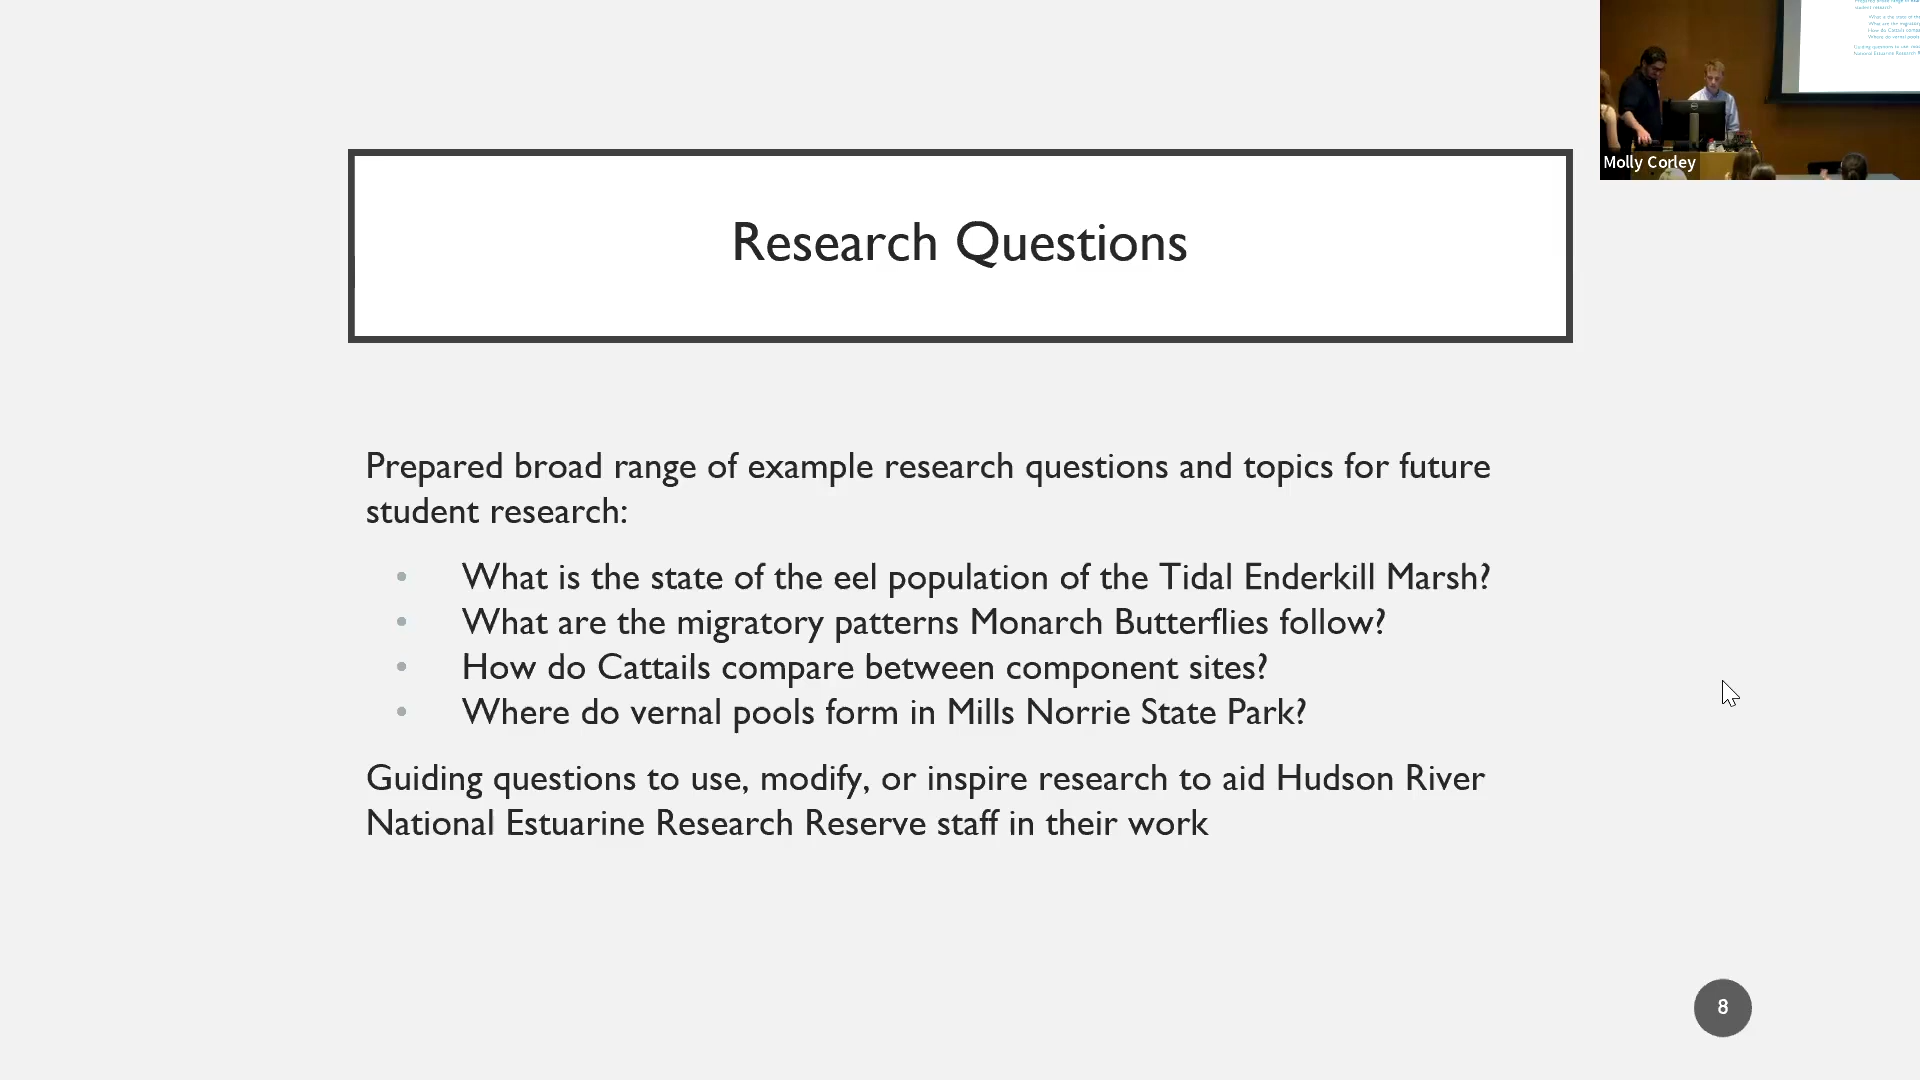 Research Questions
Prepared broad range of example research questions and topics for future
student research:
• What is the state of the eel population of the Tidal Enderkill Marsh?
• What are the migratory patterns Monarch Butterflies follow?
• How do Cattails compare between component sites?
• Where do vernal pools form in Mills Norrie State Park?
Guiding questions to use, modify, or inspire research to aid Hudson River
National Estuarine Research Reserve staff in their work
8
Molly Corley